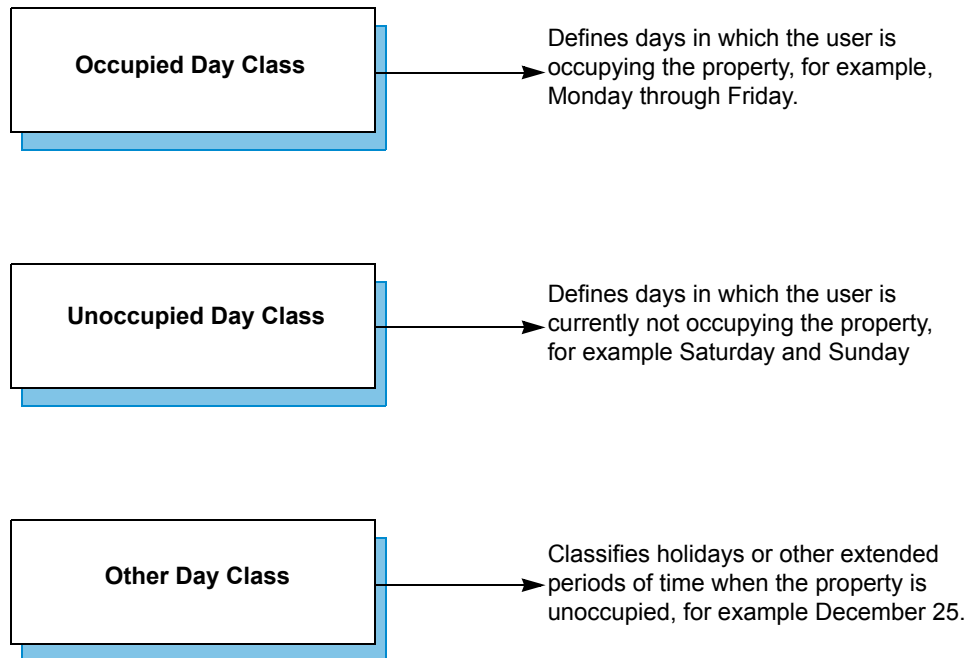 Occupied Day Class
Defines days in which the user is
occupying the property, for example,
Monday through Friday.
Unoccupied Day Class
Defines days in which the user is
currently not occupying the property,
for example Saturday and Sunday
Other Day Class
Classifies holidays or other extended
periods of time when the property is
unoccupied, for example December 25.